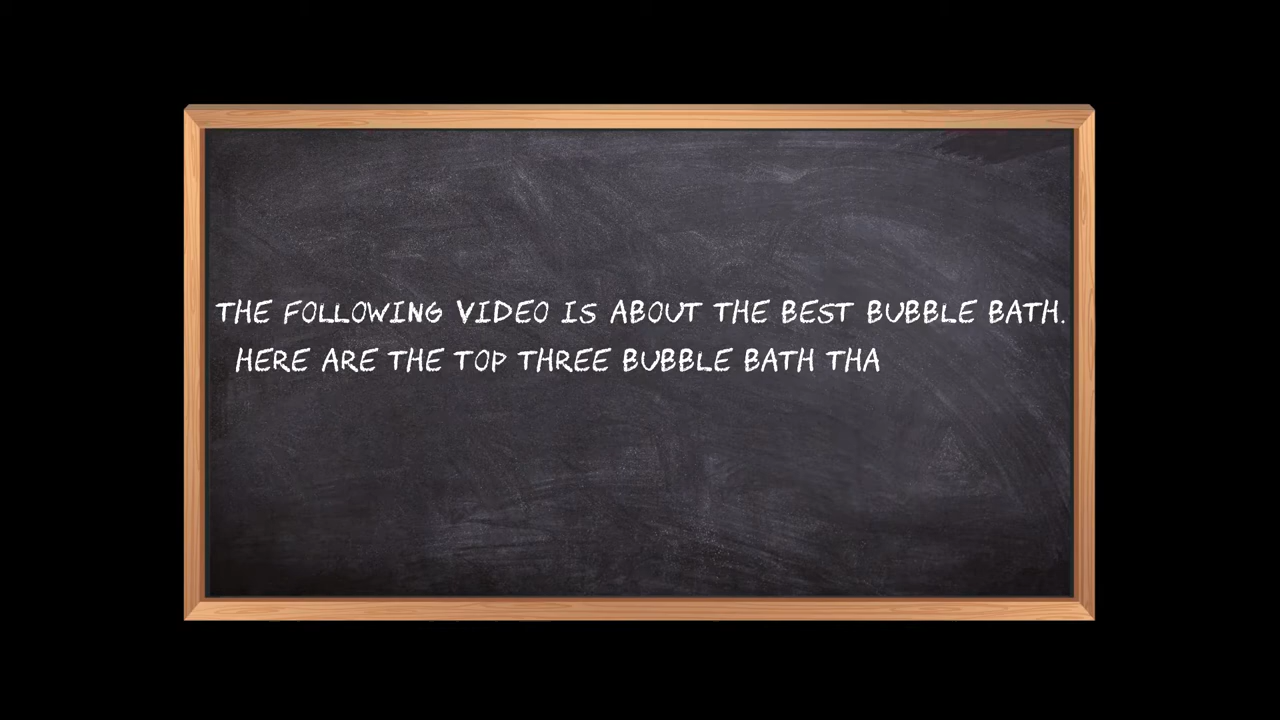 THE FOLLOWING VIDEO IS ABOUT THE BEST BUBBLE BATH.
HERE ARE THE TOP THREE BUBBLE BATH THA